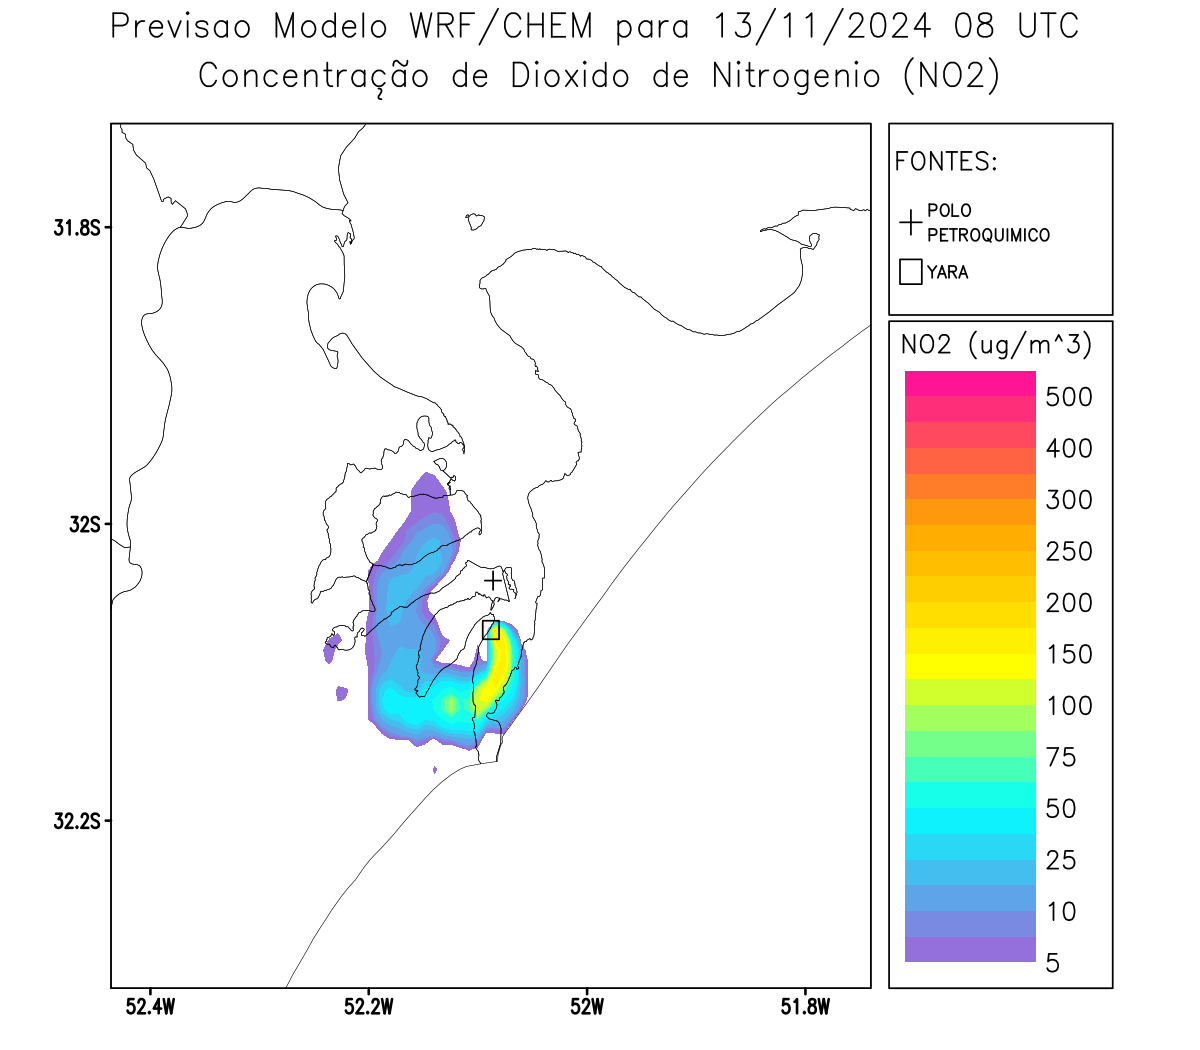 Previsao Modelo WRF/CHEM para 13/11/2024 08 UTC
Concentração de Dioxido de Nitrogenio (NO2)
FONTES:
POLO
PETROQUIMICO
YARA
NO2 (ug/m^3)
500
400
300
250
200
150
100
75
50
25
10
5
31.8S
32S
32.2S
52.4W
52.2W
52W
51.8W